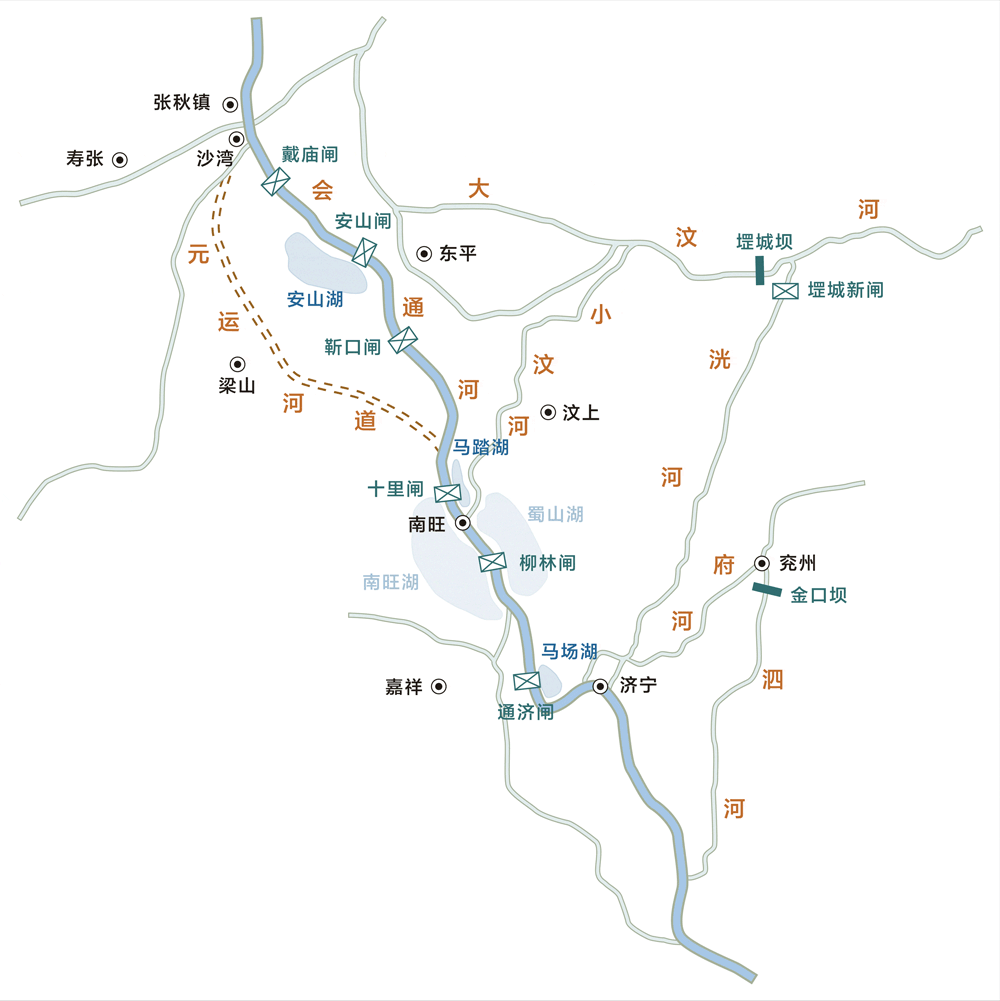 张秋镇
寿张
沙湾
戴庙闸
会通河
安山闸
东平
安山湖
元运河道
靳口闸
梁山
大汶河
堽城坝
堽城新闸
小汶河
汶上
洸河
马踏湖
十里闸
南旺
蜀山湖
南旺湖
柳林闸
府河
兖州
金口坝
马场湖
嘉祥
通济闸
济宁
泗河